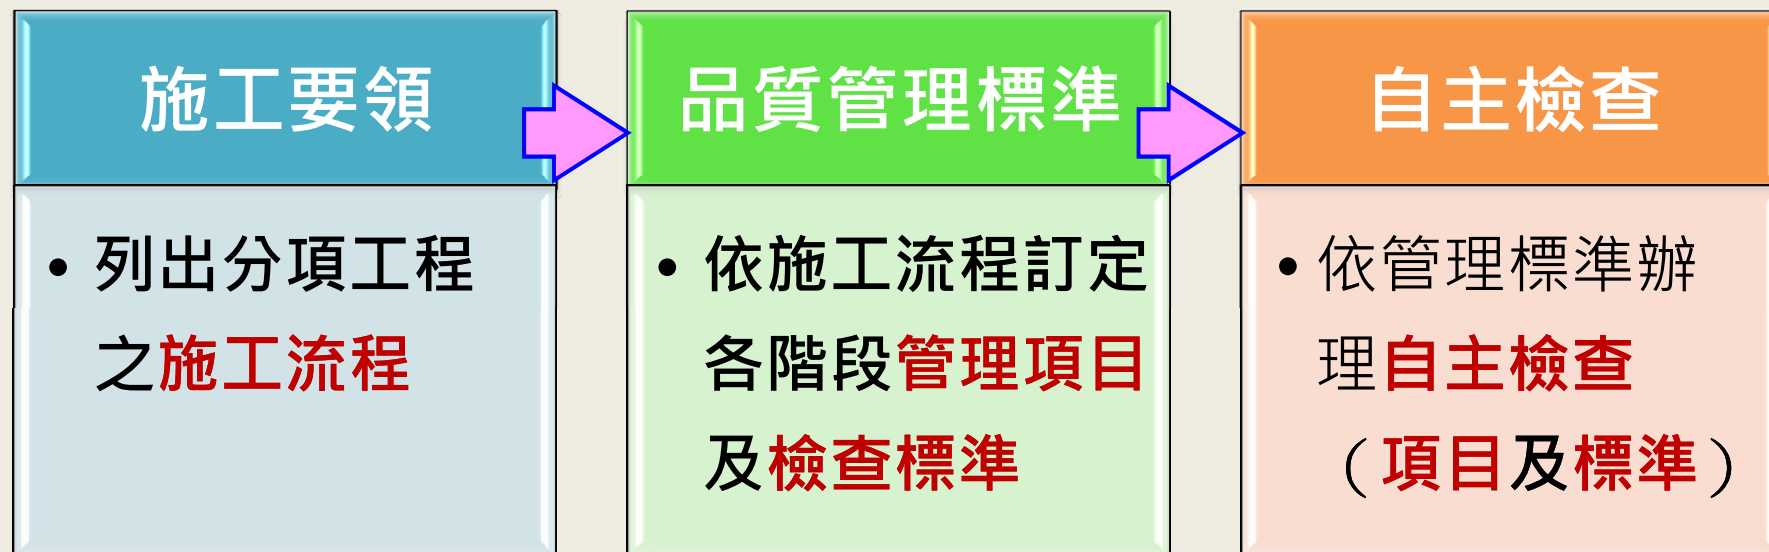 施工要領
• 列出分項工程
之施工流程
品質管理標準
• 依施工流程訂定
各階段管理項目
及檢查標準
自主檢查
• 依管理標準辦
理自主檢查
（項目及標準）